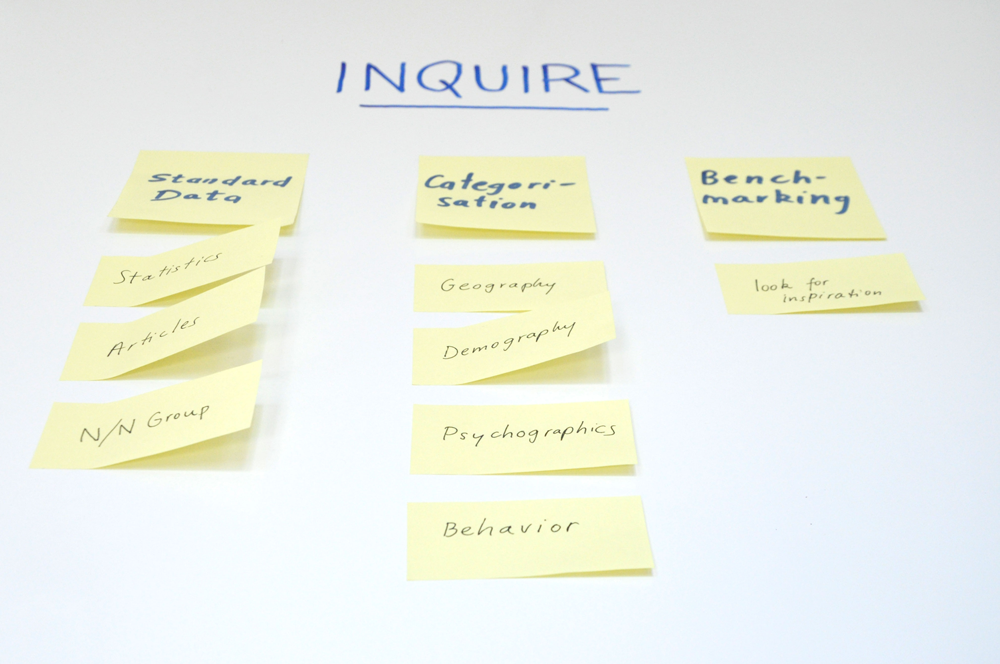 INQUIRE
Standard
Data
Statistics
Articles
N/N Group
Categori-
sation
Geography
Demography
Psychographics
Behavior
Bench-
marking
look for
inspiration